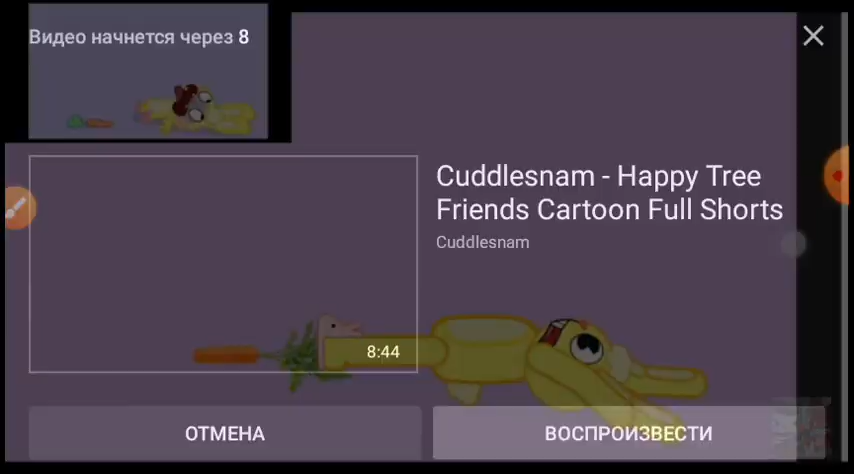 Видео начнется через 8
Cuddlesnam - Happy Tree
Friends Cartoon Full Shorts
Cuddlesnam
8:44
ОТМЕНА
ВОСПРОИЗВЕСТИ